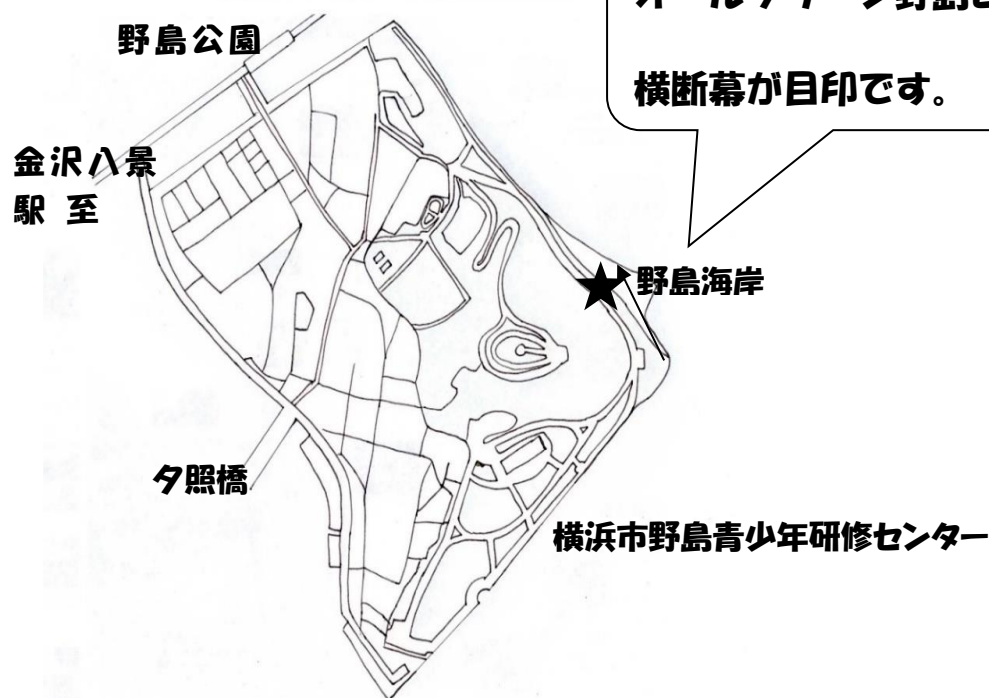 野島公園
横断幕が目印です。
金沢八景
駅 至
野島海岸
夕照橋
横浜市野島青少年研修センター